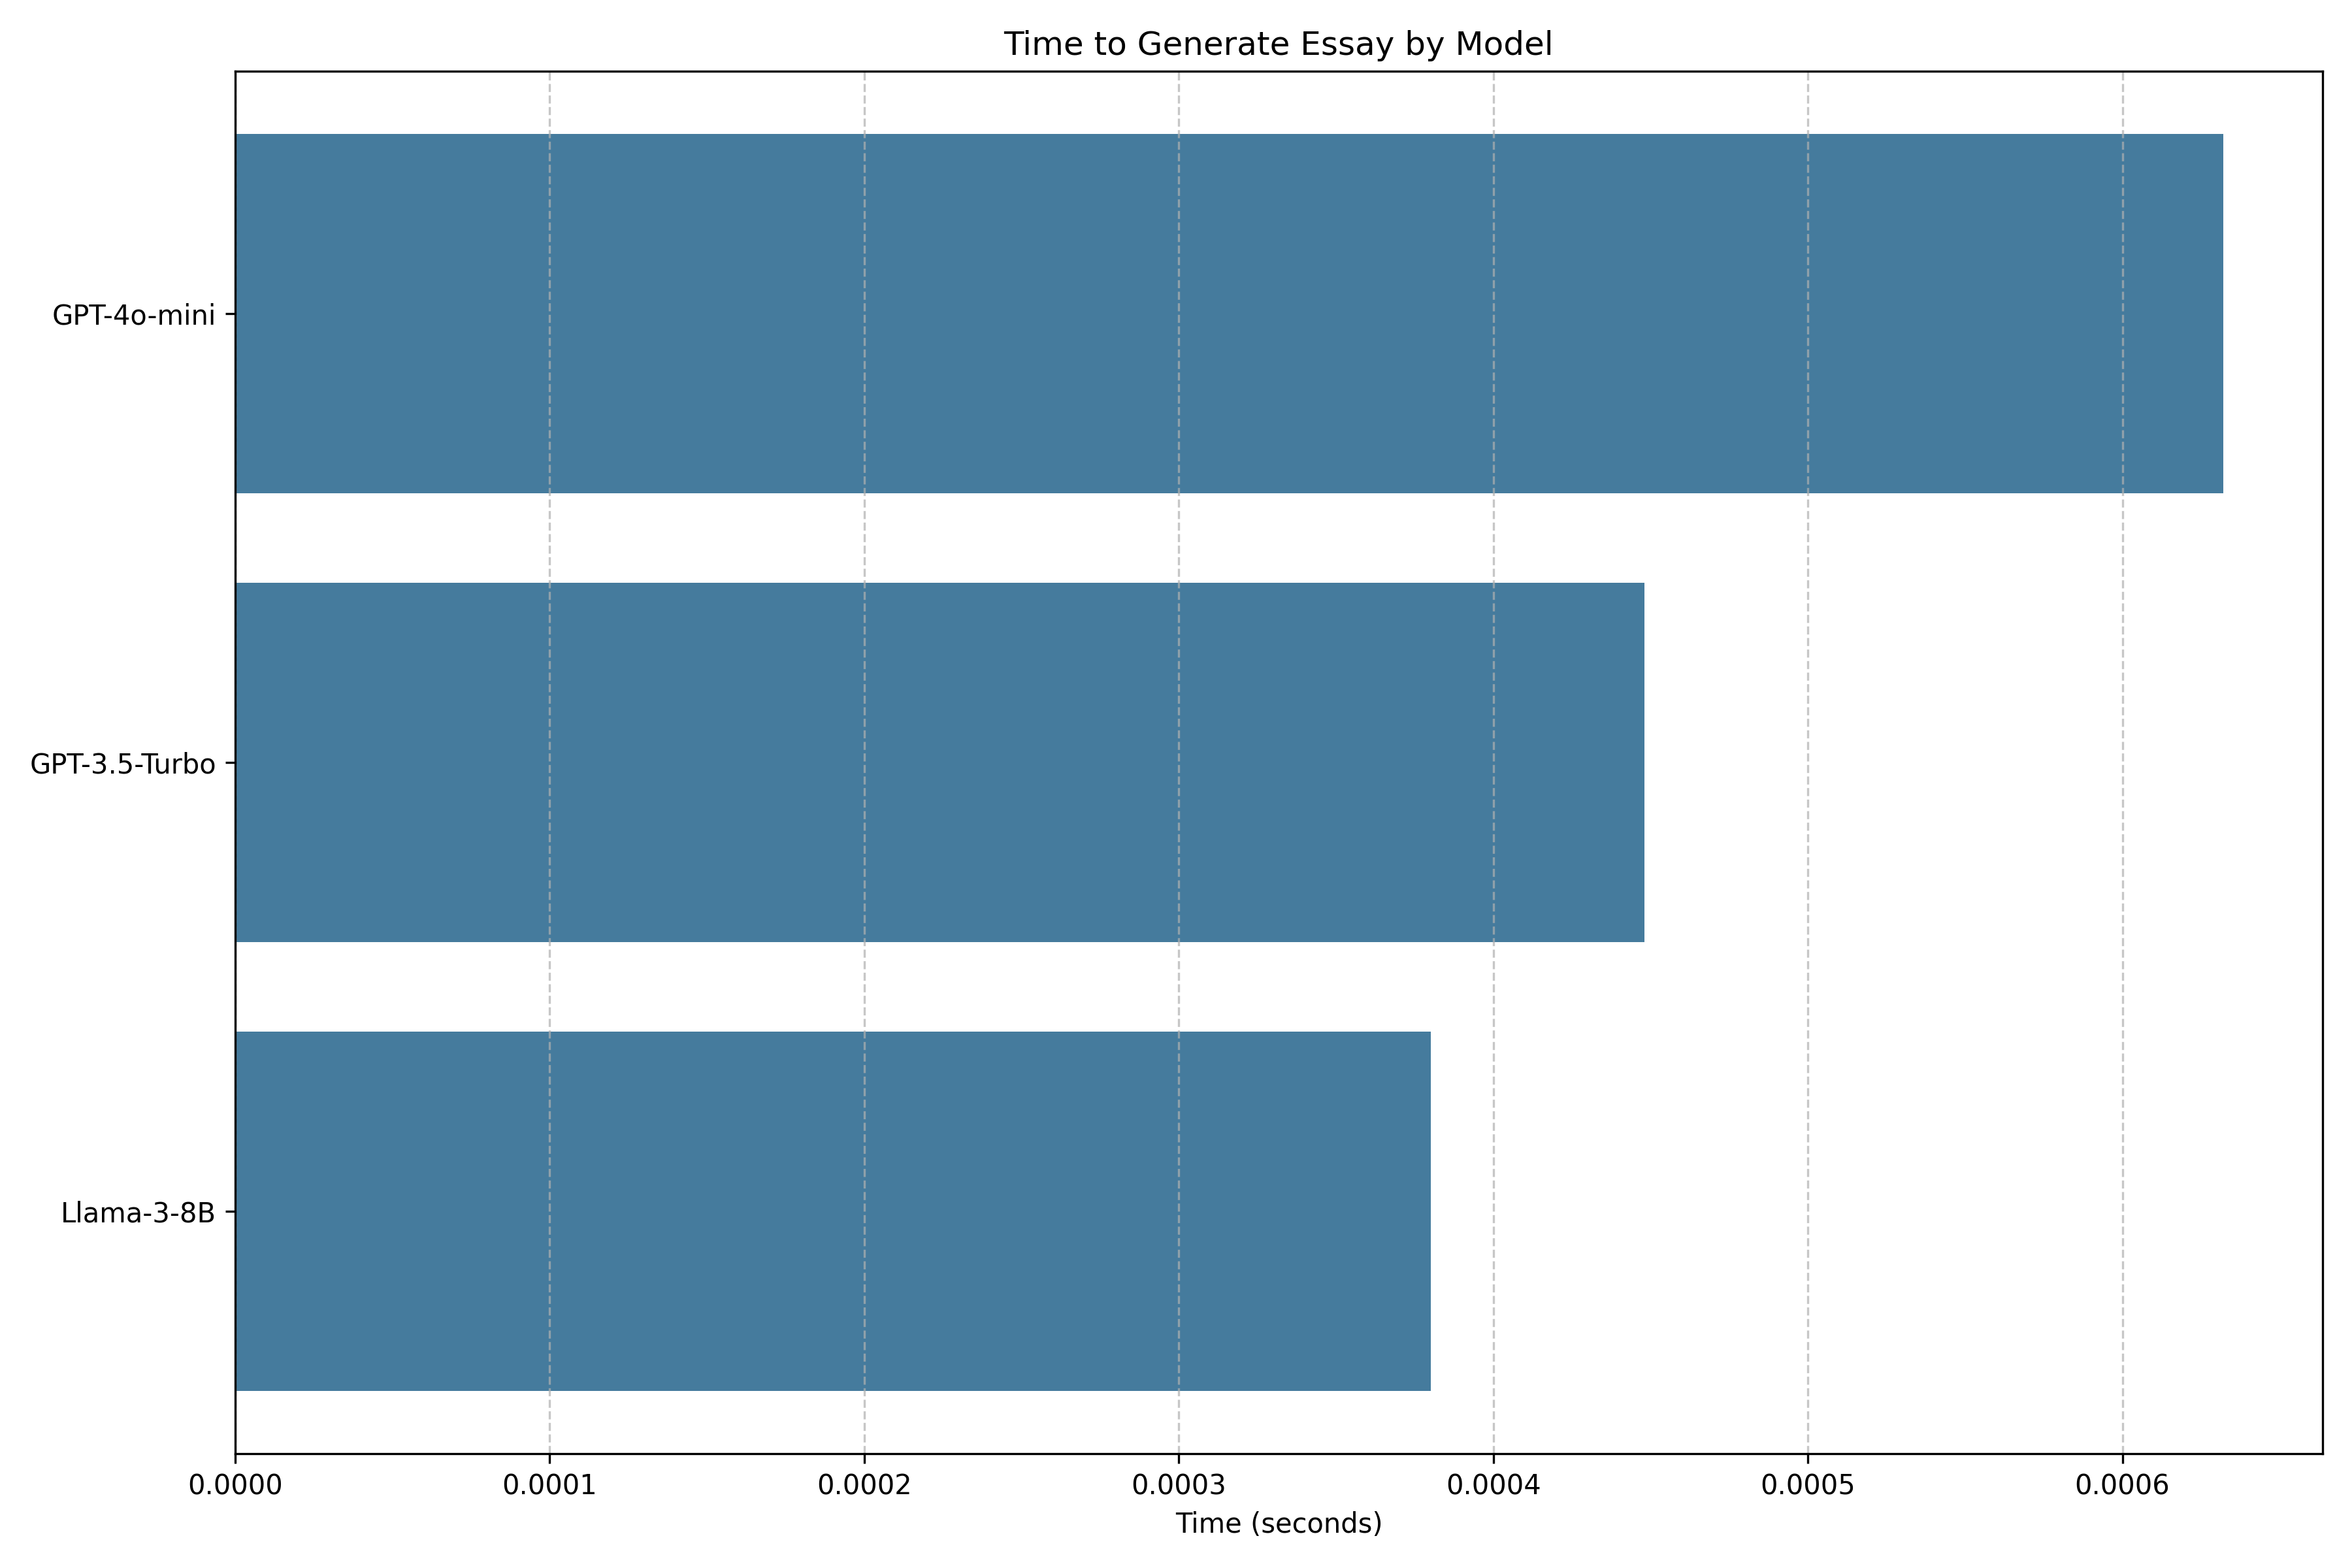 Time to Generate Essay by Model
GPT-4o-mini
GPT-3.5-Turbo
Llama-3-8B
0.0000 0.0001 0.0002 0.0003 0.0004 0.0005 0.0006
Time (seconds)